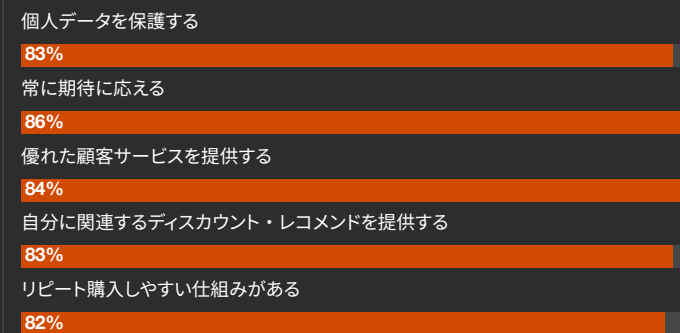 個人データを保護する
83%
常に期待に応える
86%
優れた顧客サービスを提供する
84%
自分に関連するディスカウント・レコメンドを提供する
83%
リピート購入しやすい仕組みがある
82%